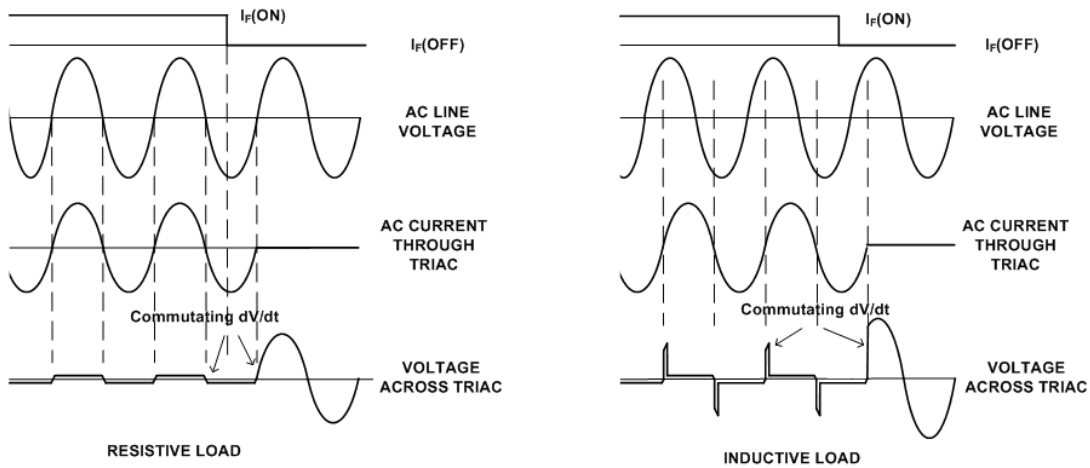 IF(ON)
IF(OFF)
AC LINE
VOLTAGE
AC CURRENT
THROUGH
TRIAC
Commutating dV/dt
VOLTAGE
ACROSS TRIAC
RESISTIVE LOAD
IF(ON)
IF(OFF)
AC LINE
VOLTAGE
AC CURRENT
THROUGH
TRIAC
Commutating dV/dt
VOLTAGE
ACROSS TRIAC
INDUCTIVE LOAD